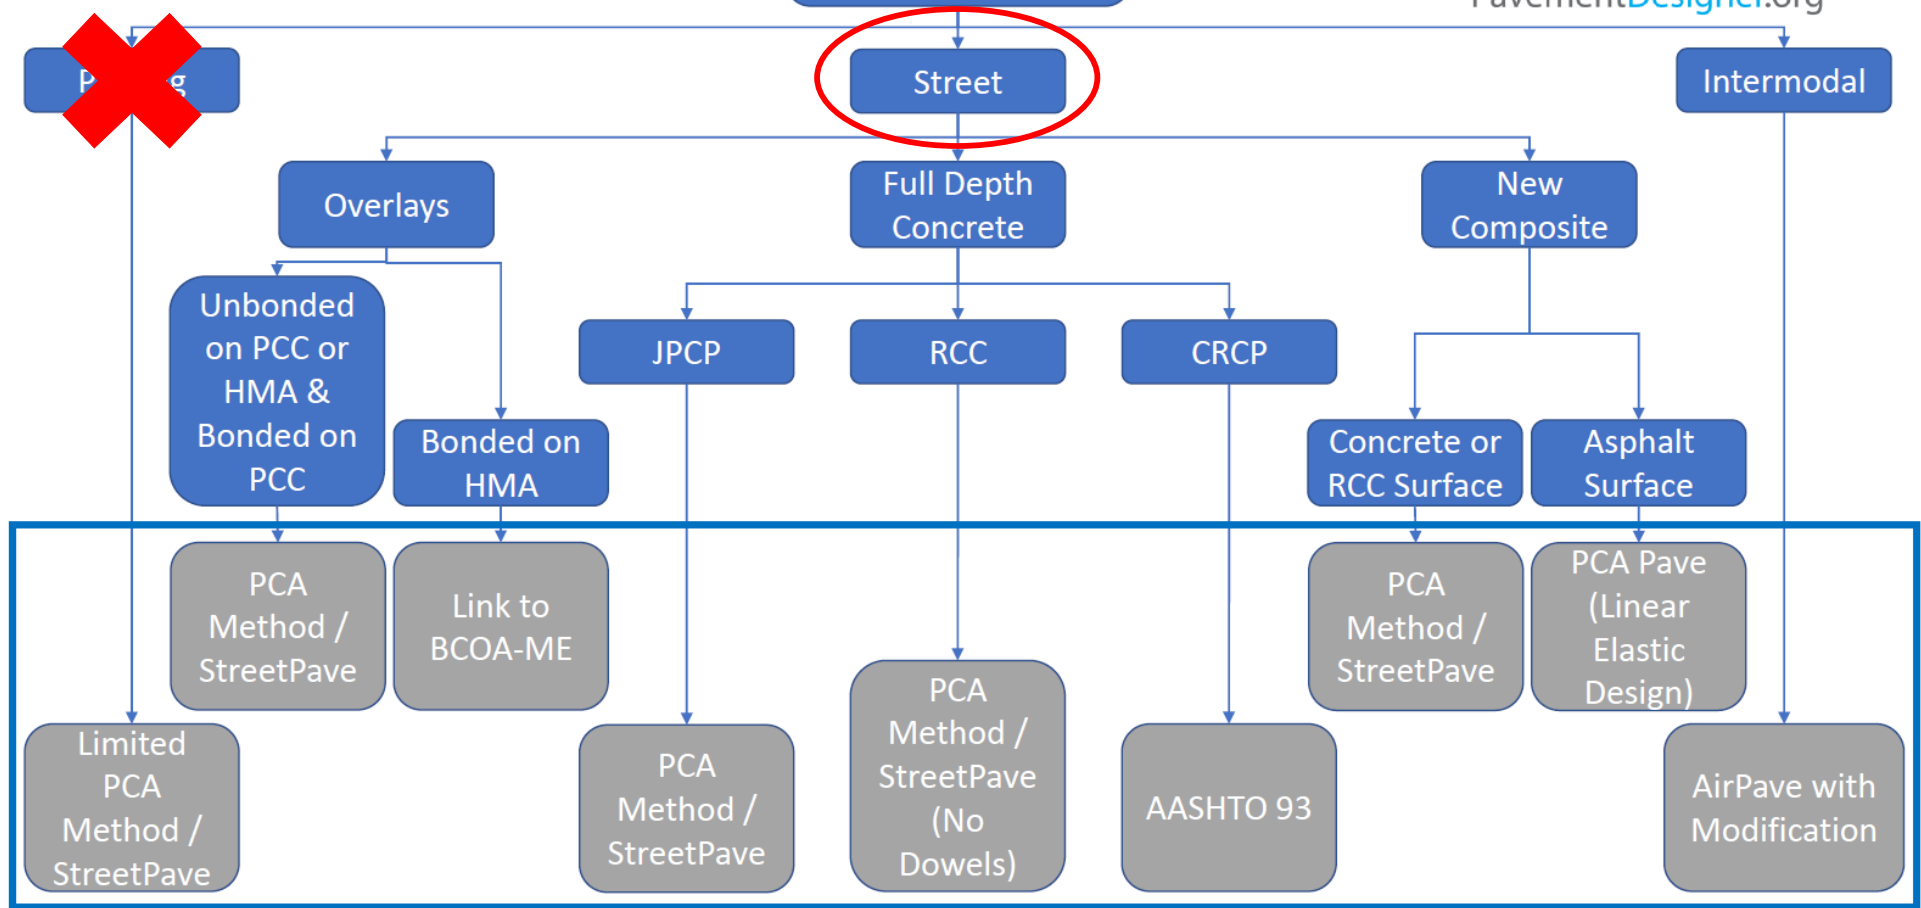 PavementDesigner.org
Street
Intermodal
Overlays
Full Depth
Concrete
New
Composite
Unbonded
on PCC or
HMA &
Bonded on
PCC
Bonded on
HMA
JPCP
RCC
CRCP
Concrete or
RCC Surface
Asphalt
Surface
PCA
Method /
StreetPave
Link to
BCOA-ME
PCA
Method /
StreetPave
PCA Pave
(Linear
Elastic
Design)
Limited
PCA
Method /
StreetPave
PCA
Method /
StreetPave
PCA
Method /
StreetPave
(No
Dowels)
AASHTO 93
AirPave with
Modification